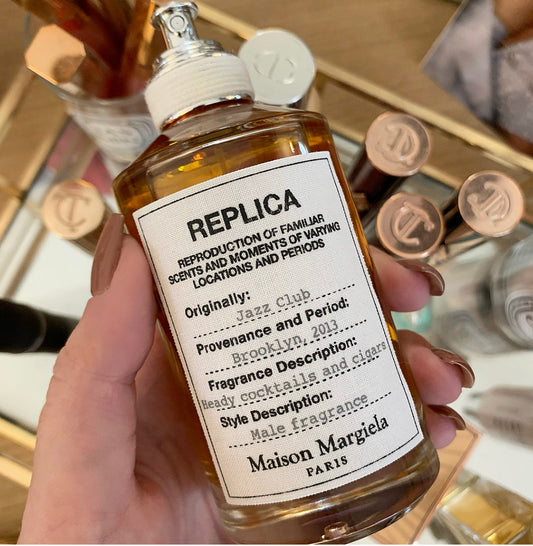 REPLICA
REPRODUCTION OF FAMILIAR
SCENTS AND MOMENTS OF VARYING
LOCATIONS AND PERIODS
Originally:
Jazz Club
Provenance and Period:
Brooklyn, 2013
Fragrance Description:
Heady cocktails and cigars
Style Description:
Male fragrance
Maison Margiela
PARIS